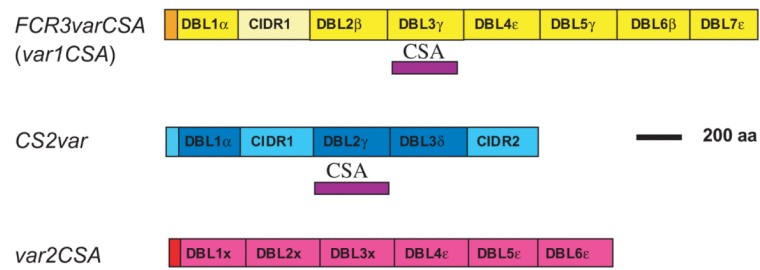 FCR3varCSA DBL1α CIDR1 DBL2β DBL3γ DBL4ε DBL5γ DBL6β DBL7ε
(var1CSA) CSA
CS2var DBL1α CIDR1 DBL2γ DBL3δ CIDR2 200 aa
CSA
var2CSA DBL1x DBL2x DBL3x DBL4ε DBL5ε DBL6ε